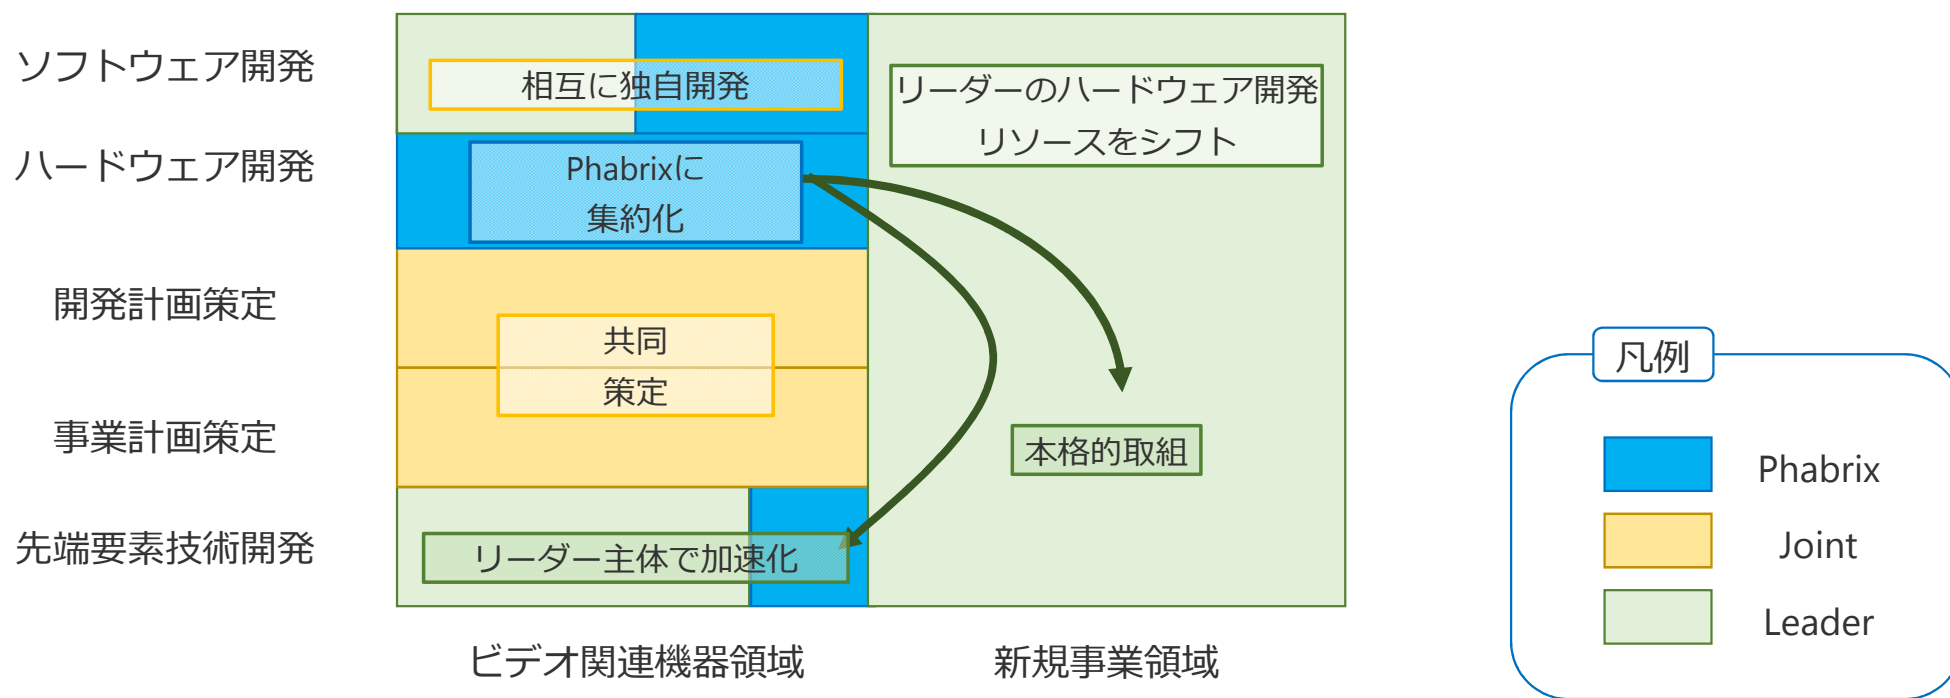 ソフトウェア開発
相互に独自開発
リーダーのハードウェア開発
リソースをシフト
ハードウェア開発
Phabrixに
集約化
開発計画策定
共同
策定
事業計画策定
本格的取組
先端要素技術開発
リーダー主体で加速化
ビデオ関連機器領域
新規事業領域
凡例
Phabrix
Joint
Leader